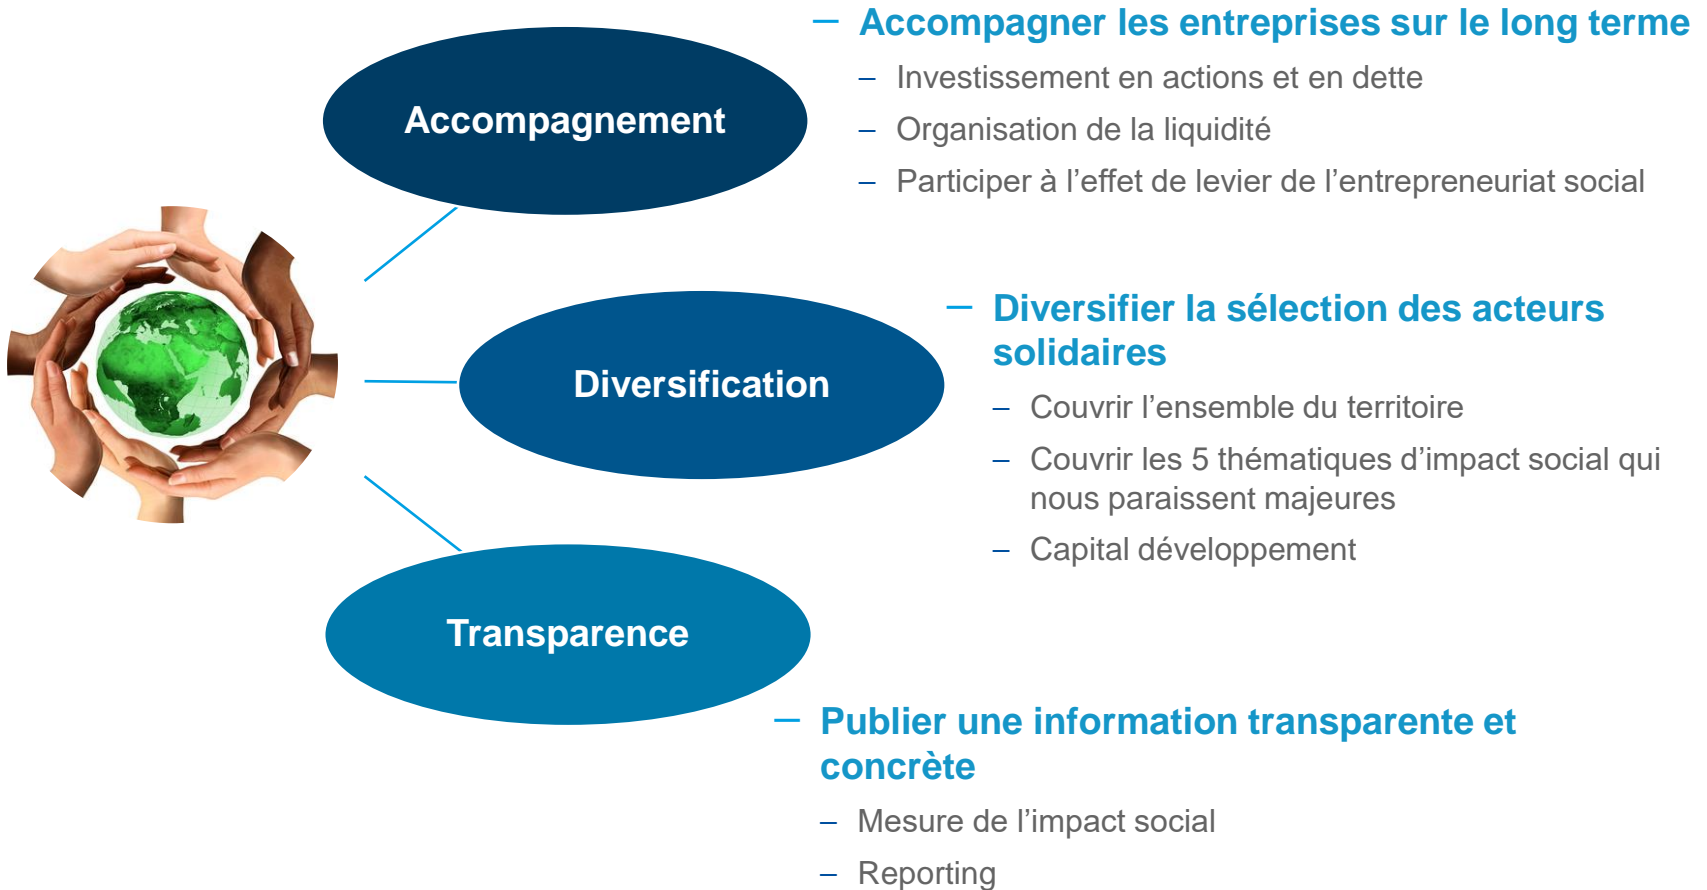 Accompagnement
— Accompagner les entreprises sur le long terme
– Investissement en actions et en dette
– Organisation de la liquidité
– Participer à l’effet de levier de l’entrepreneuriat social
Diversification
— Diversifier la sélection des acteurs
solidaires
– Couvrir l’ensemble du territoire
– Couvrir les 5 thématiques d’impact social qui
nous paraissent majeures
– Capital développement
Transparence
— Publier une information transparente et
concrète
– Mesure de l’impact social
– Reporting